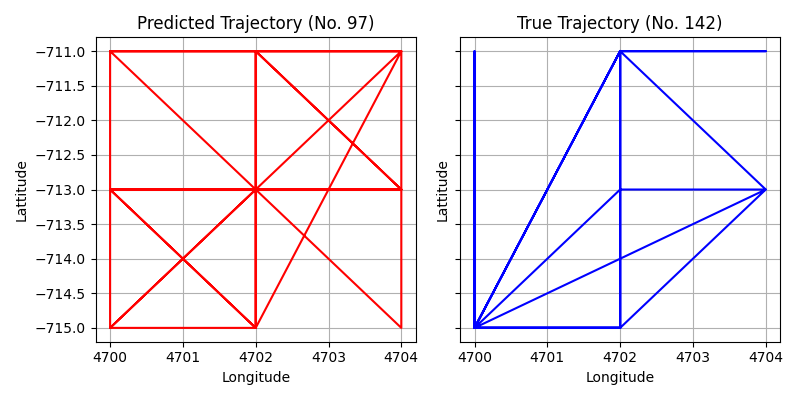 Predicted Trajectory (No. 97)
True Trajectory (No. 142)
Lattitude
−711.0
−711.5
−712.0
−712.5
−713.0
−713.5
−714.0
−714.5
−715.0
4700 4701 4702 4703 4704
Longitude
Lattitude
4700 4701 4702 4703 4704
Longitude